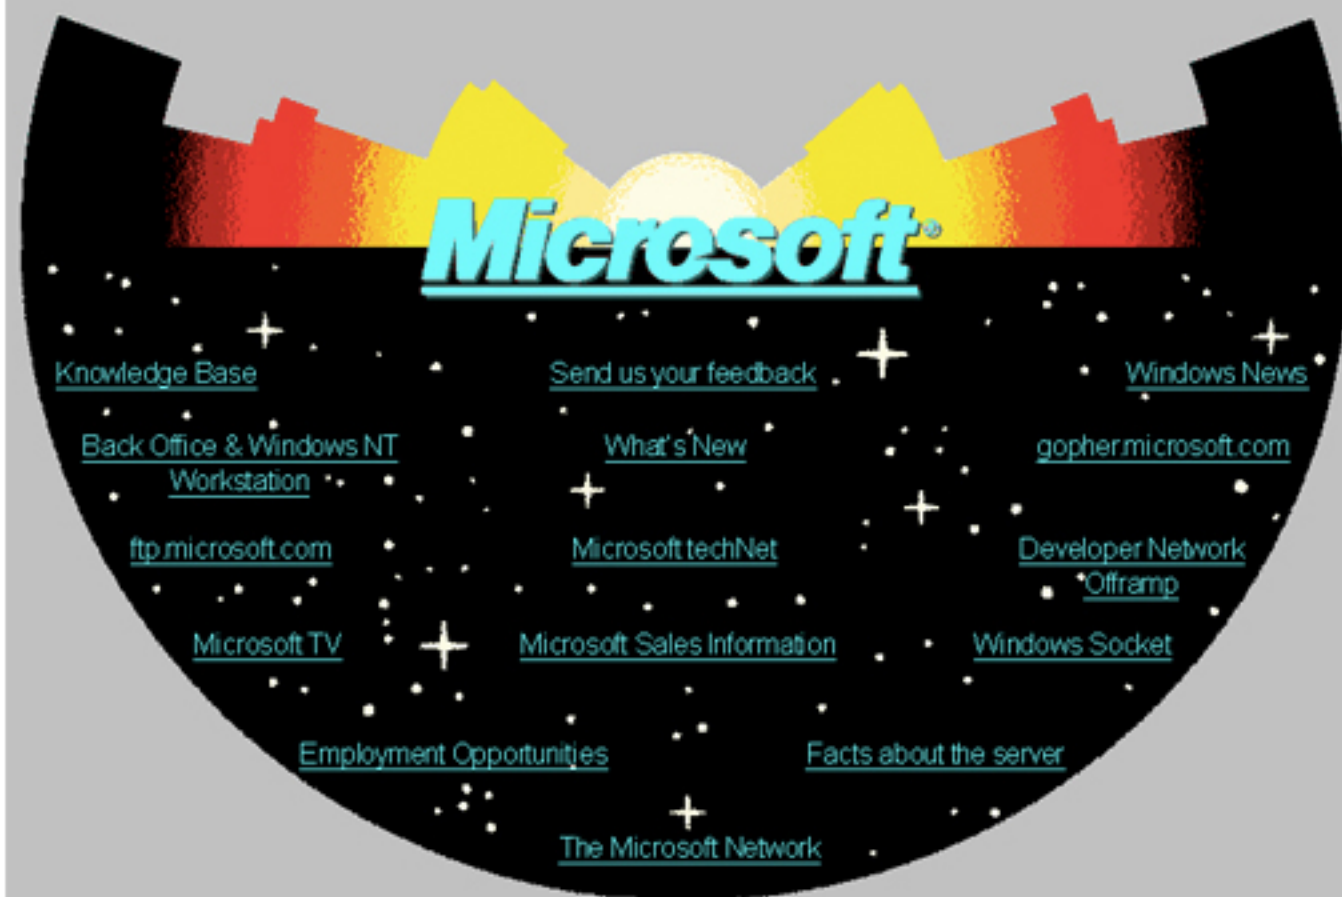 Microsoft®
Knowledge Base
Send us your feedback
Windows News
Back Office & Windows NT
Workstation
What's New
gopher.microsoft.com
ftp.microsoft.com
Microsoft techNet
Developer Network
Offramp
Microsoft TV
Microsoft Sales Information
Windows Socket
Employment Opportunities
Facts about the server
The Microsoft Network